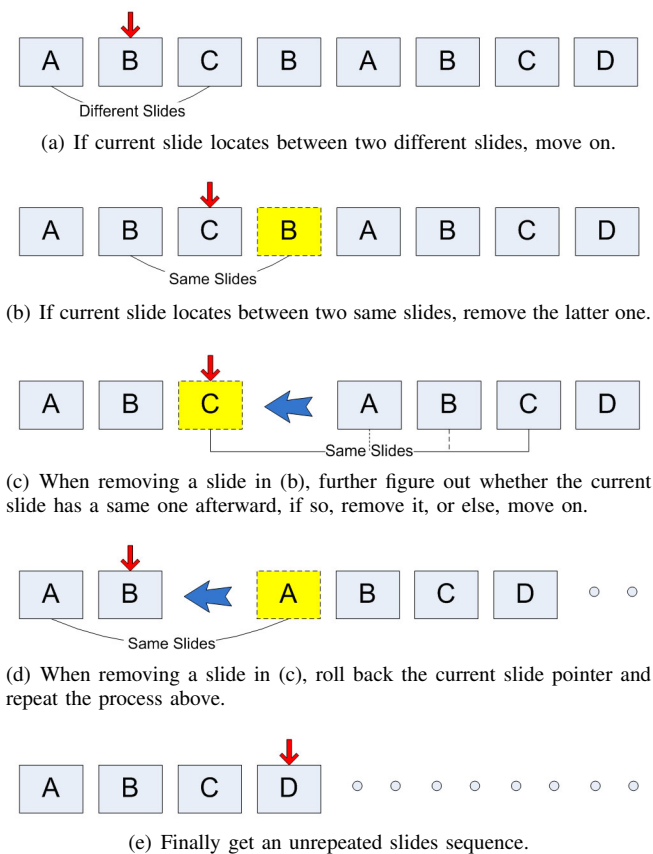 A B C B A B C D
Different Slides
(a) If current slide locates between two different slides, move on.
A B C B A B C D
Same Slides
(b) If current slide locates between two same slides, remove the latter one.
A B C A B C D
Same Slides
(c) When removing a slide in (b), further figure out whether the current
slide has a same one afterward, if so, remove it, or else, move on.
A B A B C D
Same Slides
(d) When removing a slide in (c), roll back the current slide pointer and
repeat the process above.
A B C D
(e) Finally get an unrepeated slides sequence.